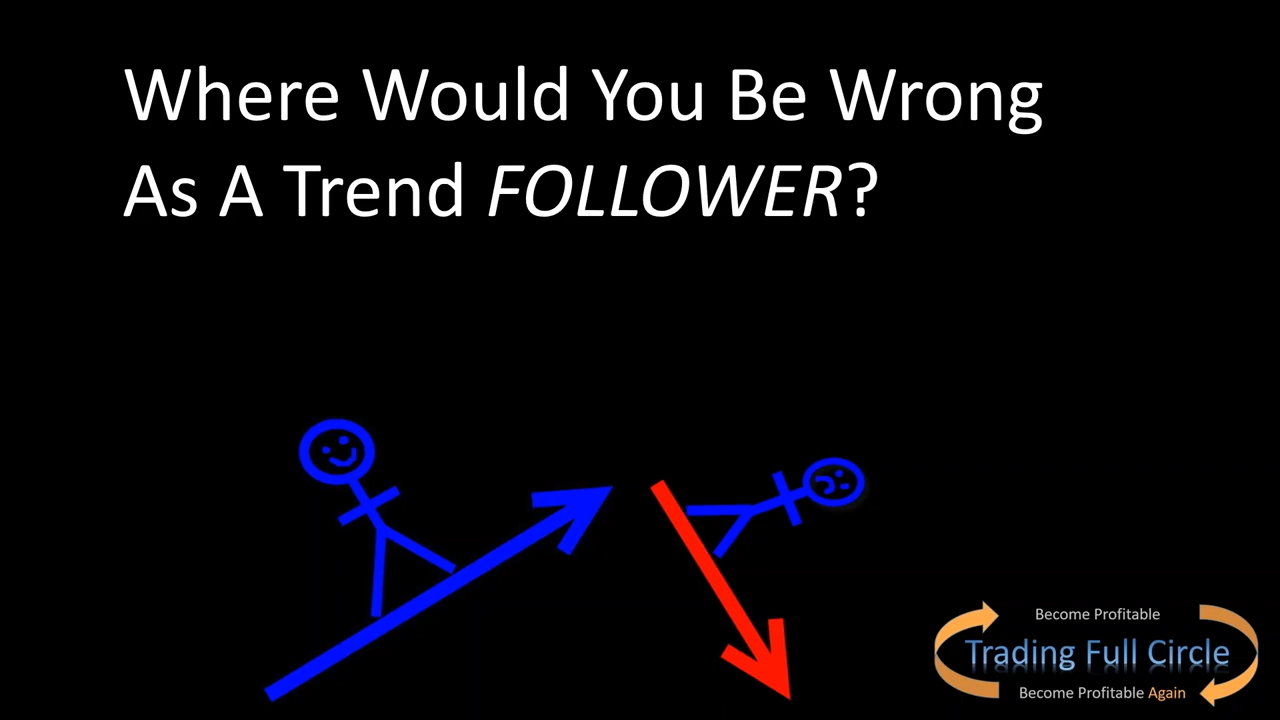 Where Would You Be Wrong
As A Trend FOLLOWER?
Become Profitable
Trading Full Circle
Become Profitable Again